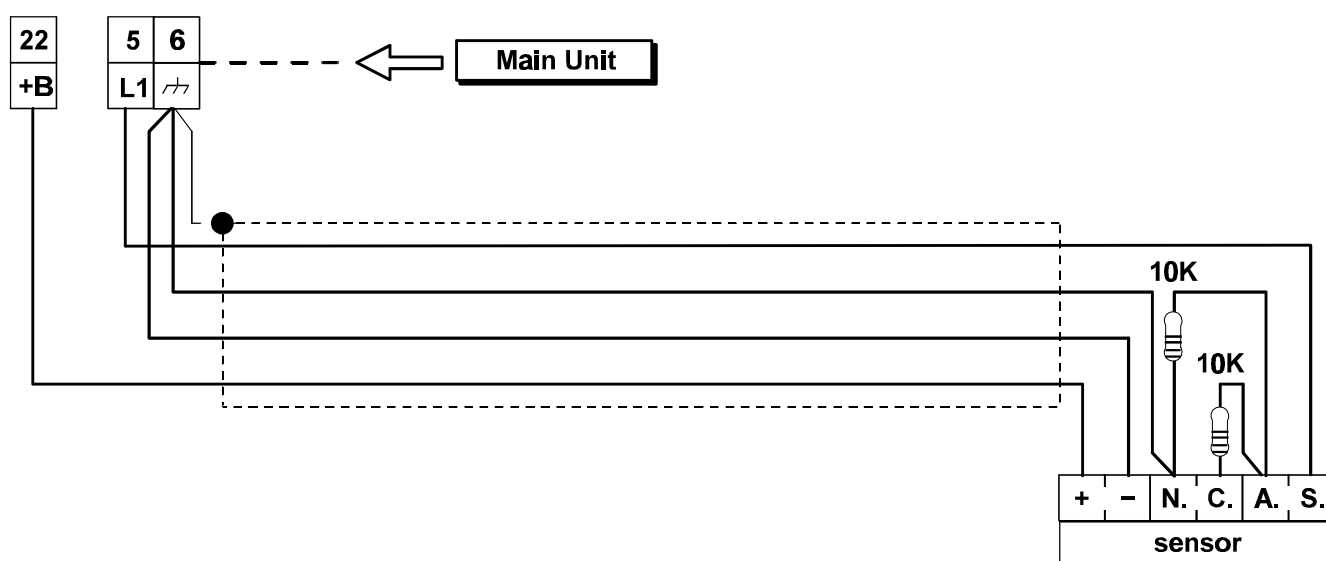 22 5 6
Main Unit
+B L1
10K
10K
+ − N. C. A. S.
sensor